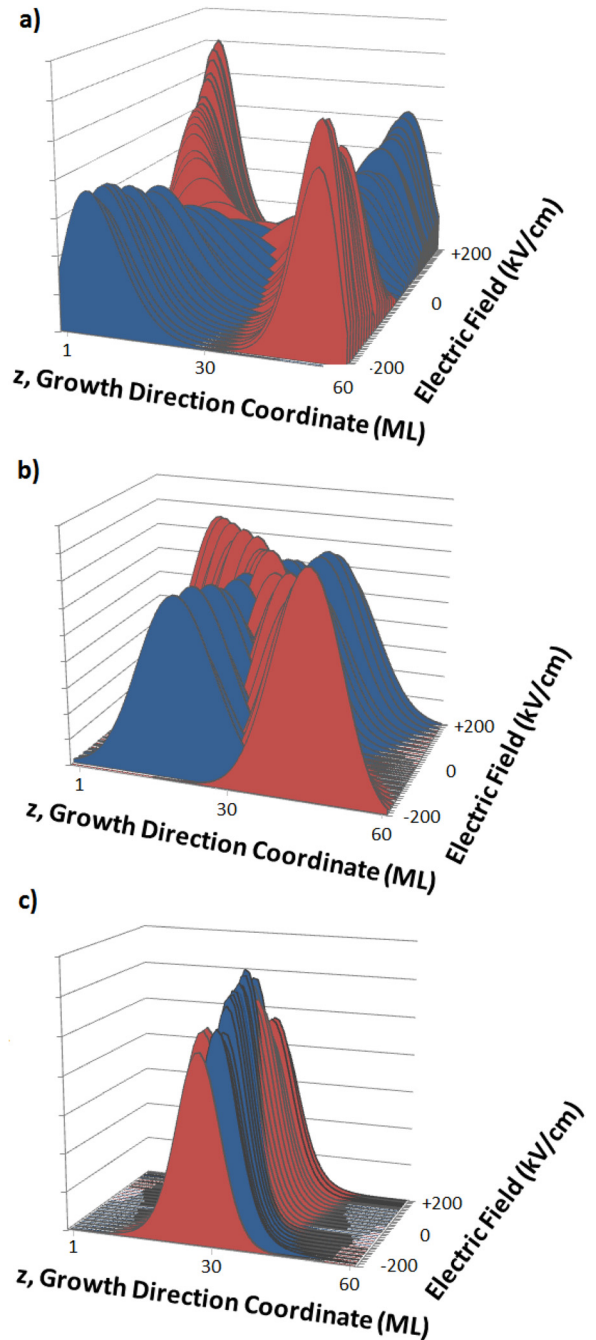 a)
+200
0
-200
1
30
60
z, Growth Direction Coordinate (ML)
Electric Field (kV/cm)
b)
+200
0
-200
1
30
60
z, Growth Direction Coordinate (ML)
Electric Field (kV/cm)
c)
+200
0
-200
1
30
60
z, Growth Direction Coordinate (ML)
Electric Field (kV/cm)